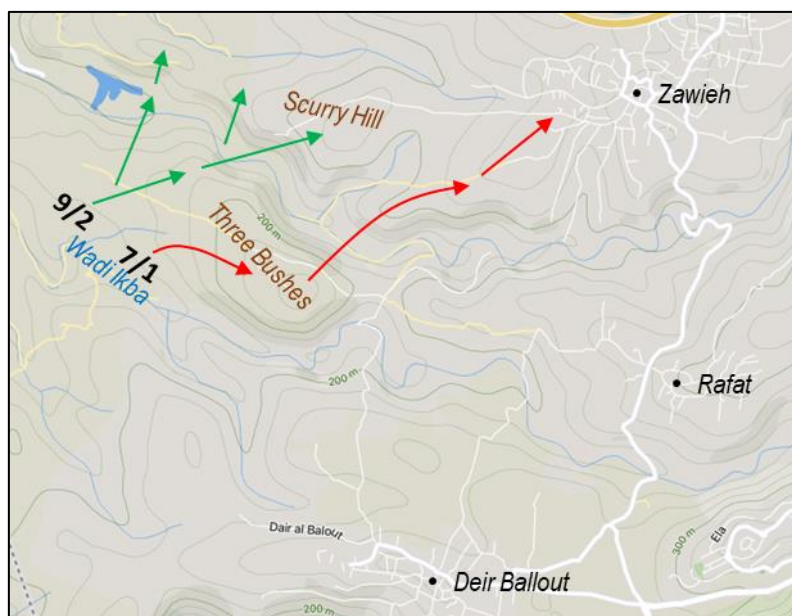 Zawieh
Scurry Hill
200 m
9/2
Wadi Ikba
7/1
Three Bushes
200 m
Rafat
Dair al Balout
Deir Ballout
300 m
Ela
200 m